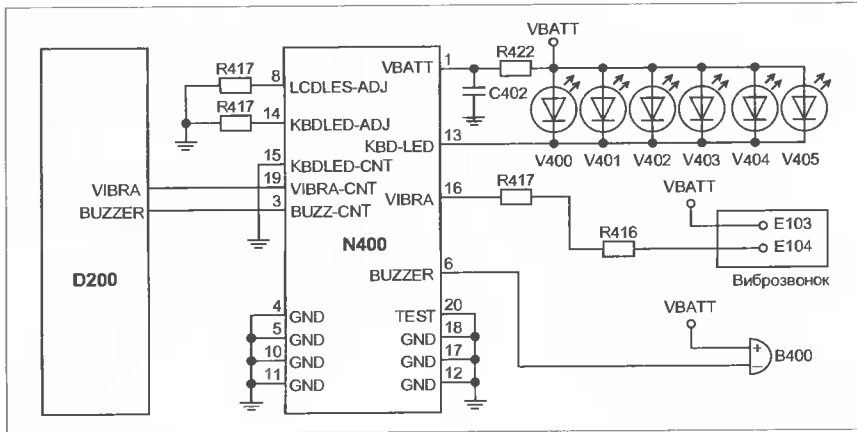 VBATT
R422
1
VBATT
R417
8
LCDLES-ADJ
C402
R417
14
KBDLED-ADJ
13
KBD-LED
15
KBDLED-CNT
V400 V401 V402 V403 V404 V405
VIBRA
19
VIBRA-CNT
16
VIBRA
R417
VBATT
E103
BUZZER
3
BUZZ-CNT
R416
E104
N400
D200
6
BUZZER
Виброзвонок
4
GND
20
TEST
VBATT
5
GND
18
GND
B400
10
GND
17
GND
11
GND
12
GND
+
−